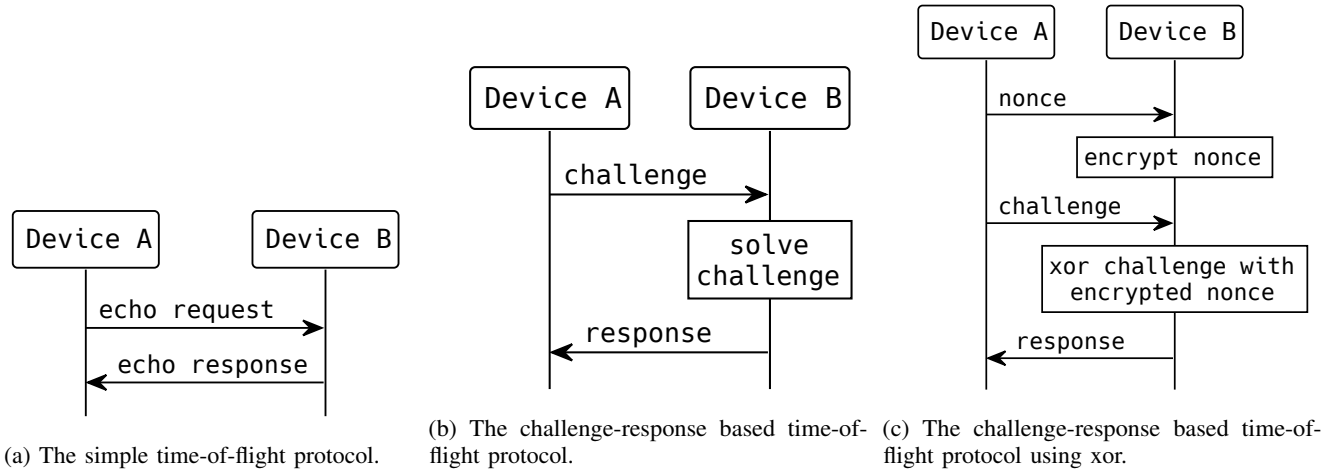 Device A
Device B
echo request
echo response
(a) The simple time-of-flight protocol.
Device A
Device B
challenge
solve
challenge
response
(b) The challenge-response based time-of-
flight protocol.
Device A
Device B
nonce
encrypt nonce
challenge
xor challenge with
encrypted nonce
response
(c) The challenge-response based time-of-
flight protocol using xor.